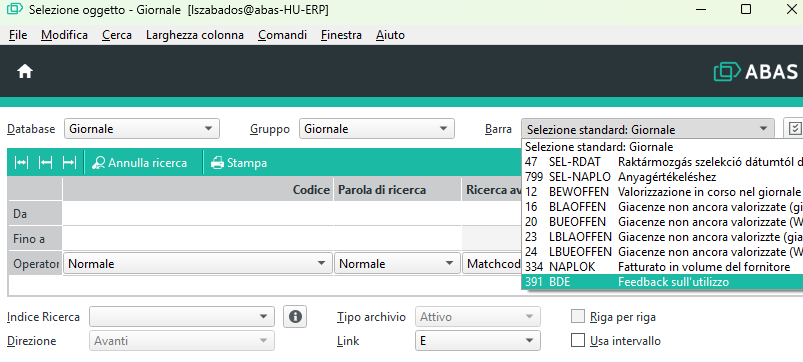 Selezione oggetto - Giornale [lszabados@abas-HU-ERP]
File Modifica Cerca Larghezza colonna Comandi Finestra Aiuto
ABAS
Database Giornale Gruppo Giornale Barra Selezione standard: Giornale
Selezione standard: Giornale
47 SEL-RDAT Raktármozgás szelekció dátumtól d
799 SEL-NAPLO Anyagértékeléshez
12 BEWOFFEN Valorizzazione in corso nel giornale
16 BLAOFFEN Giacenze non ancora valorizzate (gi
20 BUEOFFEN Giacenze non ancora valorizzate (W
23 LBLAOFFEN Giacenze non ancora valorizzte (gia
24 LBUEOFFEN Giacenze non ancora valorizzate (W
334 NAPLOK Fatturato in volume del fornitore
391 BDE Feedback sull'utilizzo
Annulla ricerca Stampa
Codice Parola di ricerca Ricerca av
Da
Fino a
Operator Normale Normale Matchcod
Indice Ricerca Tipo archivio Attivo Riga per riga
Direzione Avanti Link E Usa intervallo